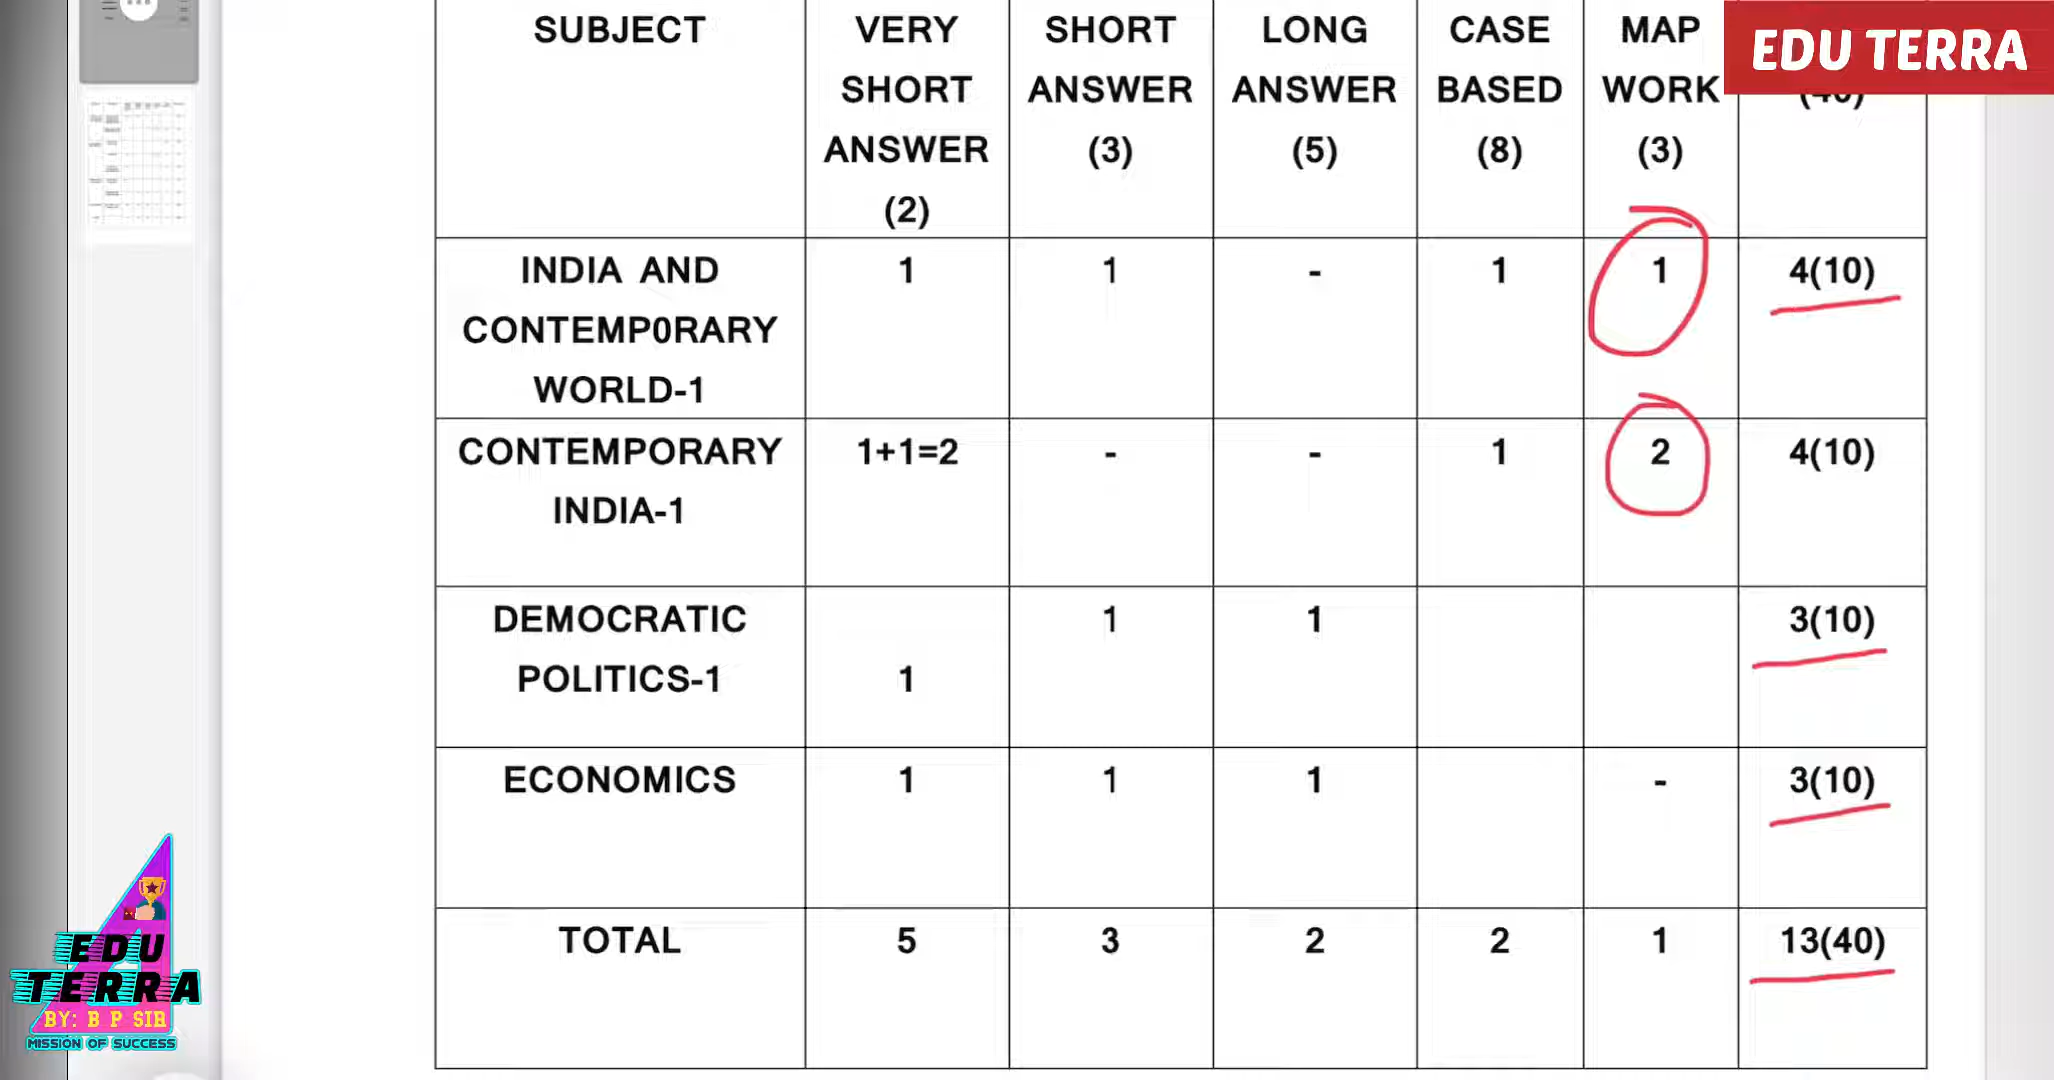 SUBJECT VERY SHORT ANSWER (2) SHORT ANSWER (3) LONG ANSWER (5) CASE BASED (8) MAP WORK (3)
EDU TERRA
INDIA AND CONTEMP0RARY WORLD-1 1 1 - 1 1 4(10)
CONTEMPORARY INDIA-1 1+1=2 - - 1 2 4(10)
DEMOCRATIC POLITICS-1 1 1 1 3(10)
ECONOMICS 1 1 1 - 3(10)
TOTAL 5 3 2 2 1 13(40)
EDU
TERRA
BY: B P SIR
MISSION OF SUCCESS